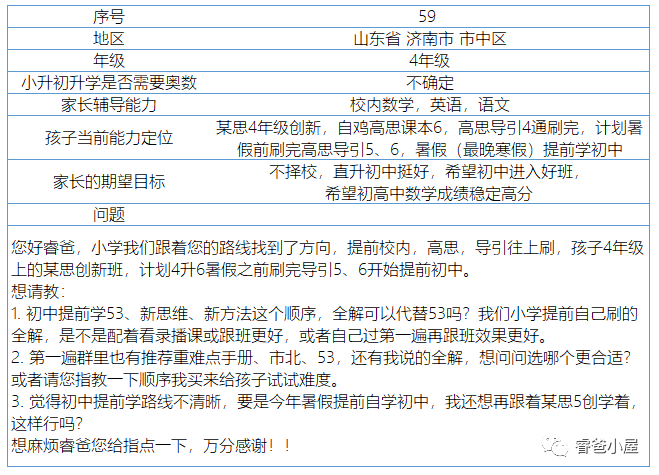 序号 59
地区 山东省 济南市 市中区
年级 4年级
小升初升学是否需要奥数 不确定
家长辅导能力 校内数学，英语，语文
孩子当前能力定位 某思4年级创新，自鸡高思课本6，高思导引4通刷完，计划暑
假前刷完高思导引5、6，暑假（最晚寒假）提前学初中
家长的期望目标 不择校，直升初中挺好，希望初中进入好班，
希望初高中数学成绩稳定高分
问题
您好睿爸，小学我们跟着您的路线找到了方向，提前校内，高思，导引往上刷，孩子4年级
上的某思创新班，计划4升6暑假之前刷完导引5、6开始提前初中。
想请教：
1. 初中提前学53、新思维、新方法这个顺序，全解可以代替53吗？我们小学提前自己刷的
全解，是不是配着看录播课或跟班更好，或者自己过第一遍再跟班效果更好。
2. 第一遍群里也有推荐重难点手册、市北、53，还有我说的全解，想问问选哪个更合适？
或者请您指教一下顺序我买来给孩子试试难度。
3. 觉得初中提前学路线不清晰，要是今年暑假提前自学初中，我还想再跟着某思5创学着，
这样行吗？
想麻烦睿爸您给指点一下，万分感谢！！
睿爸小屋